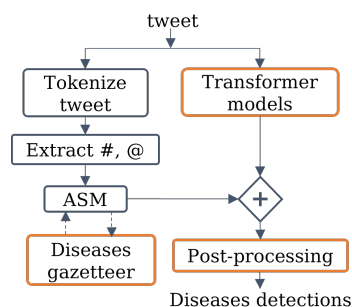 tweet
Tokenize
tweet
Transformer
models
Extract #, @
ASM
+
Diseases
gazetteer
Post-processing
Diseases detections